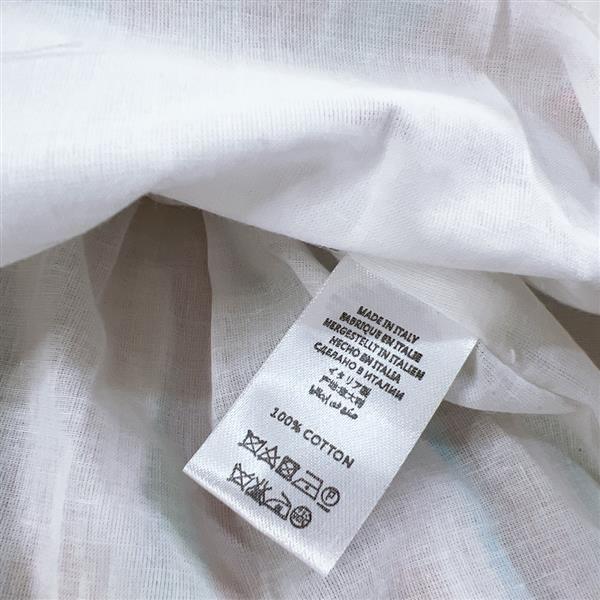 MADE IN ITALY
FABRIQUE EN ITALIE
HERGESTELLT IN ITALIEN
HECHO EN ITALIA
СДЕЛАНО В ИТАЛИИ
イタリア製
产地:意大利
صنع في إيطاليا
100% COTTON
P